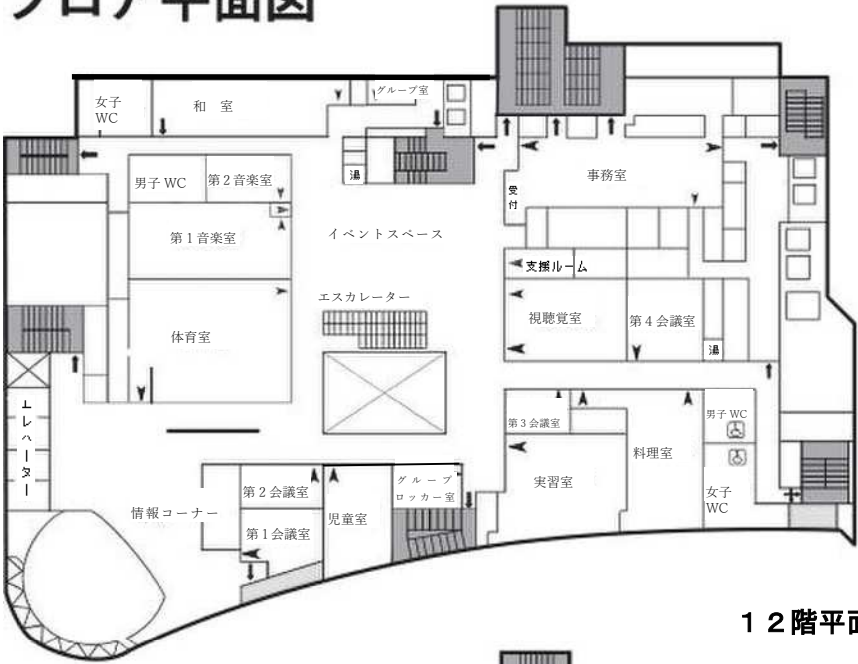 フロア平面図
女子
WC
和 室
グループ室
湯
男子 WC
第２音楽室
事務室
受付
第１音楽室
イベントスペース
支援ルーム
エスカレーター
体育室
視聴覚室
第４会議室
湯
エレベーター
第３会議室
男子 WC
料理室
グループ
ロッカー室
第２会議室
実習室
女子
WC
情報コーナー
児童室
第１会議室
１２階平面